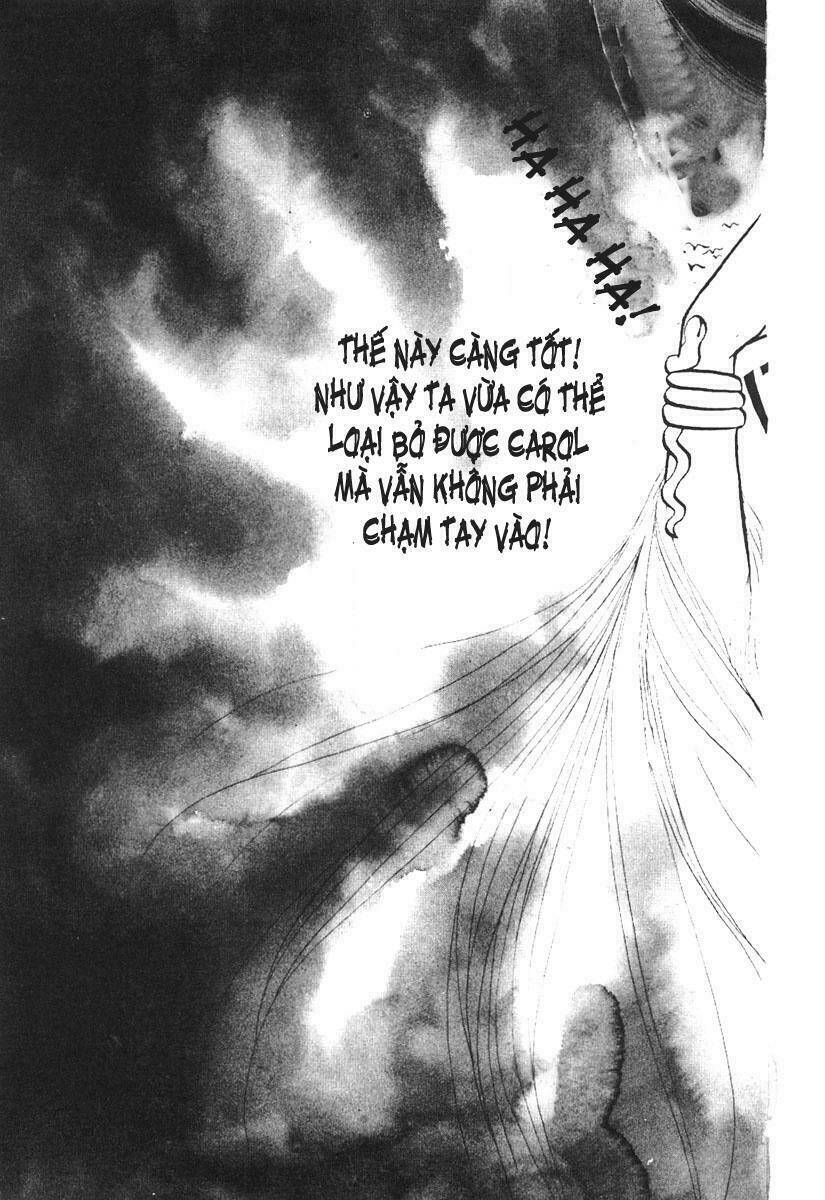 HA HA HA HA!
THẾ NÀY CÀNG TỐT!
NHƯ VẬY TA VỪA CÓ THỂ
LOẠI BỎ ĐƯỢC CAROL
MÀ VẪN KHÔNG PHẢI
CHẠM TAY VÀO!